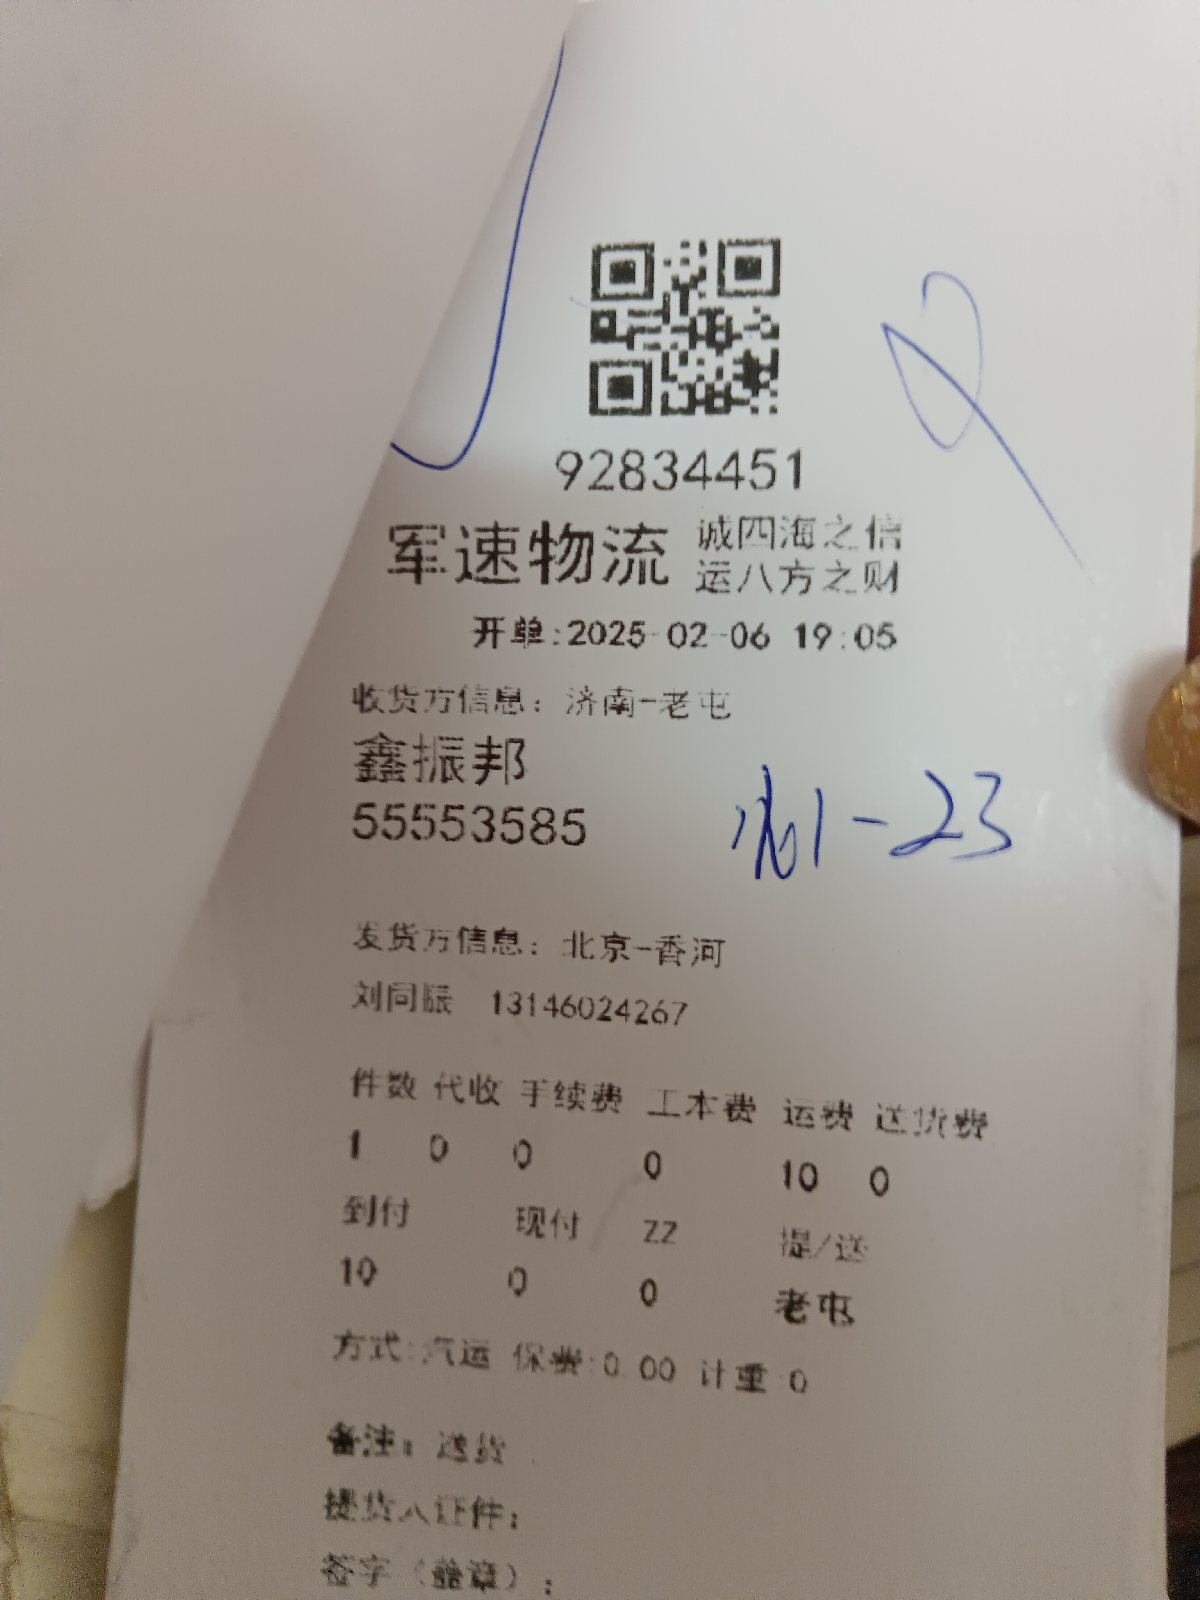 92834451
军速物流 诚四海之信
运八方之财
开单:2025-02-06 19:05
收货方信息: 济南-老屯
鑫振邦
55553585
1-23
发货方信息: 北京-香河
刘同振 13146024267
件数 代收 手续费 工本费 运费 送货费
1 0 0 0 10 0
到付 现付 ZZ 提/送
10 0 0 老屯
方式:汽运 保费:0.00 计重 0
备注: 送货
提货人证件:
签字(盖章):